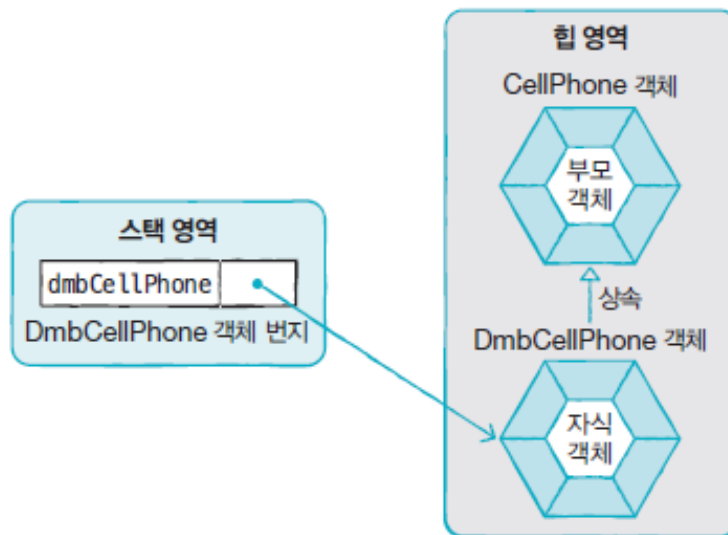 힙 영역
CellPhone 객체
부모
객체
스택 영역
dmbCellPhone
DmbCellPhone 객체 번지
상속
DmbCellPhone 객체
자식
객체